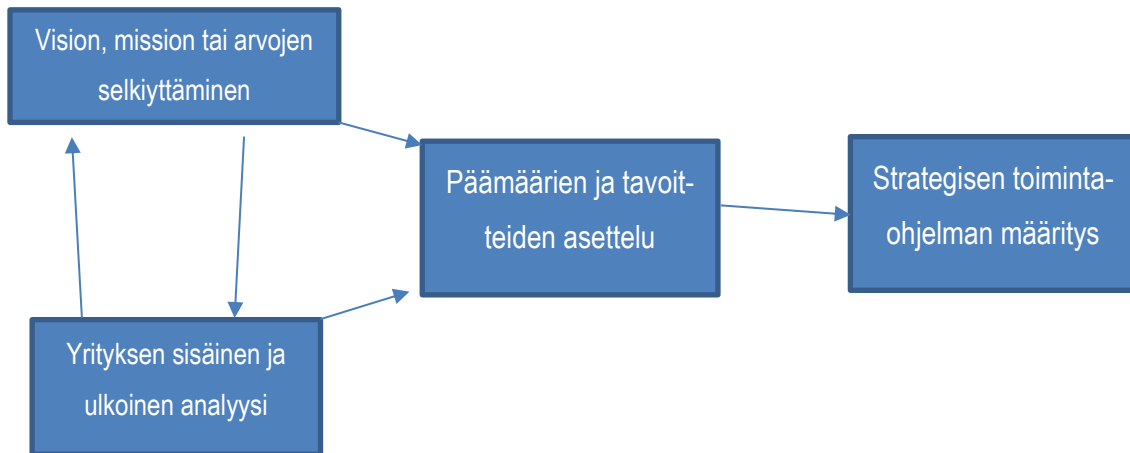 Vision, mission tai arvojen
selkiyttäminen
Päämäärien ja tavoit-
teiden asettelu
Strategisen toiminta-
ohjelman määritys
Yrityksen sisäinen ja
ulkoinen analyysi